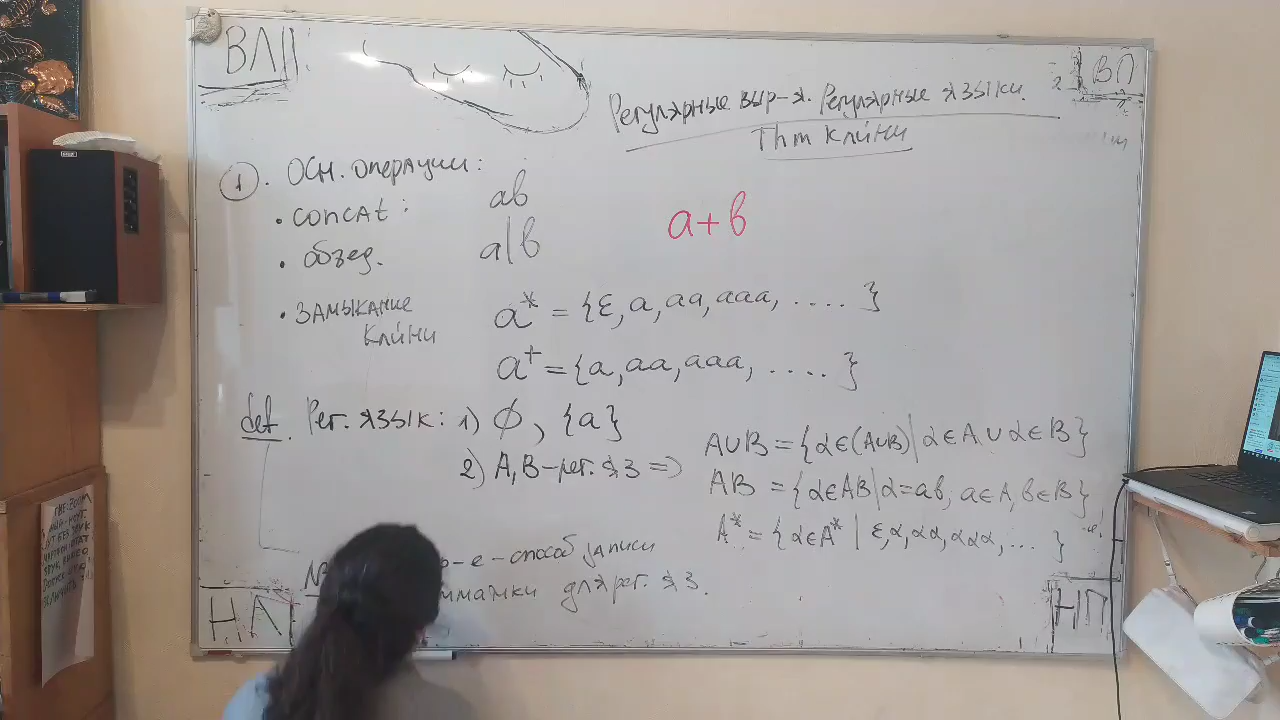 ВЛП
ВП
Регулярные выр-я. Регулярные языки.
Thm Клини
1. Осн. операции:
• concat: ab
a+b
• объед. a|b
• замыкание Клини a* = {ε, a, aa, aaa, ....}
a⁺ = {a, aa, aaa, ....}
def. Рег. язык: 1) ∅, {a}
2) A, B – рег. яз =>
A∪B = {α∈(A∪B) | α∈A ∪ α∈B}
AB = {α∈AB | α=ab; a∈A, b∈B}
A* = {α∈A* | ε, α, αα, ααα, ... }
р-е – способ записи
для рег. яз.
НЛ
НП